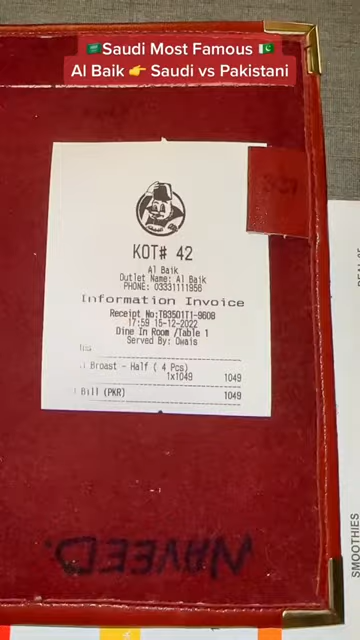 🇸🇦Saudi Most Famous 🇵🇰
Al Baik 👉 Saudi vs Pakistani
البيك
KOT# 42
Al Baik
Outlet Name: Al Baik
PHONE: 03331111956
Information Invoice
Receipt No:TB3501T1-9608
17:59 15-12-2022
Dine In Room /Table 1
Served By: Owais
Broast - Half ( 4 Pcs)
1x1049 1049
Bill (PKR) 1049
NAVEED.
SMOOTHIES